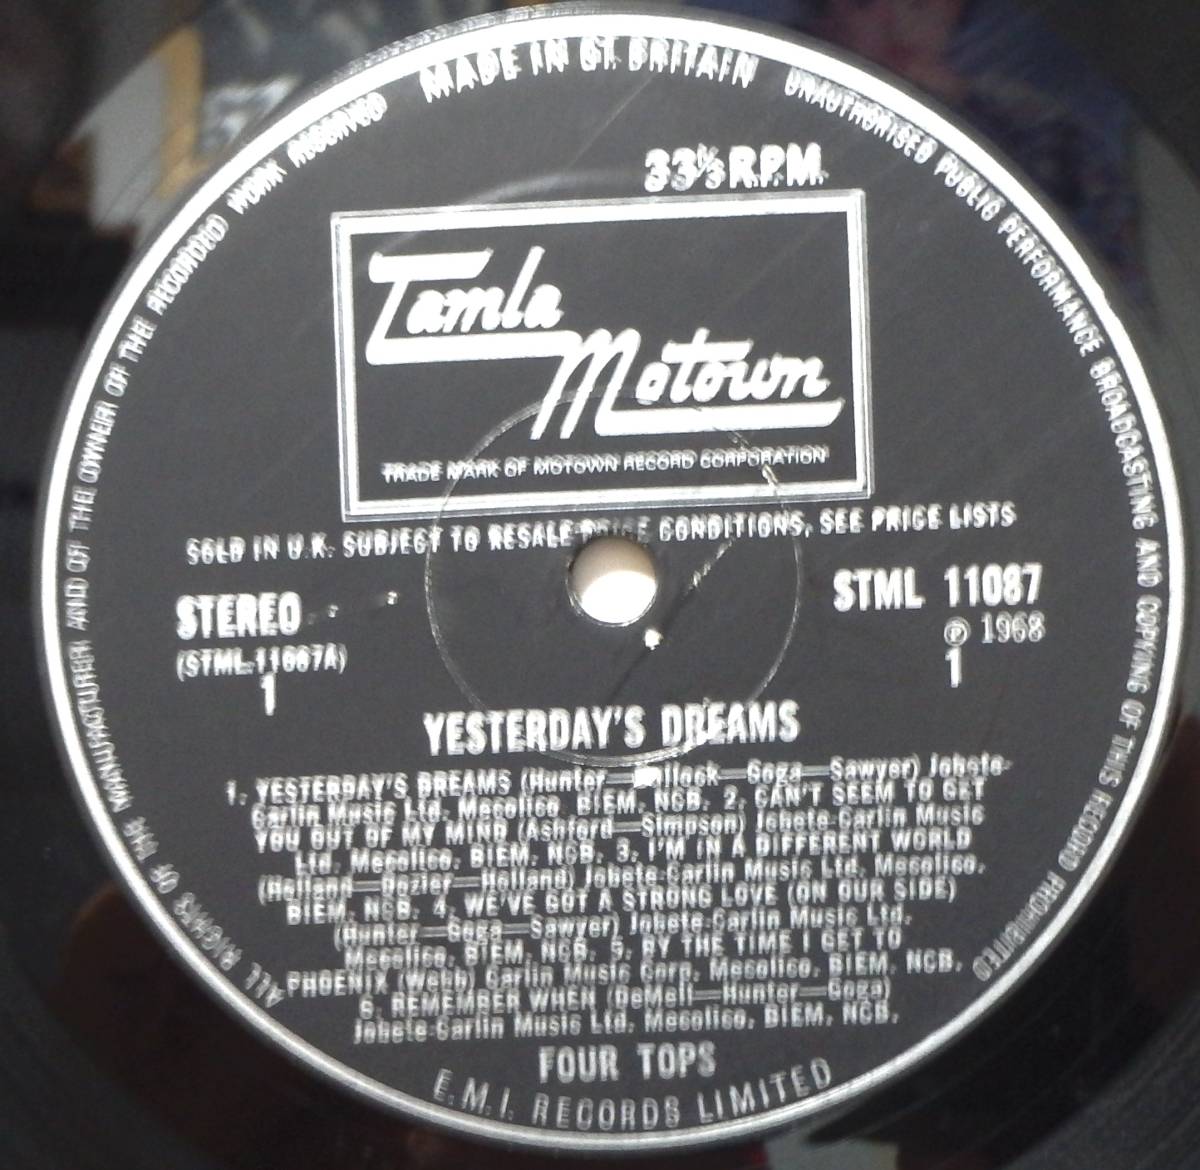 MADE IN GT. BRITAIN
UNAUTHORISED PUBLIC PERFORMANCE BROADCASTING AND COPYING OF THIS RECORD PROHIBITED
ALL RIGHTS OF THE MANUFACTURER AND OF THE OWNER OF THE RECORDED WORK RESERVED
33⅓ R.P.M.
Tamla
Motown
TRADE MARK OF MOTOWN RECORD CORPORATION
SOLD IN U.K. SUBJECT TO RESALE PRICE CONDITIONS, SEE PRICE LISTS
STEREO
(STML.11087A)
1
STML 11087
Ⓟ 1968
1
YESTERDAY'S DREAMS
1. YESTERDAY'S DREAMS (Hunter—Bullock—Goga—Sawyer) Jobete-
Carlin Music Ltd. Mecolico, BIEM, NCB. 2. CAN'T SEEM TO GET
YOU OUT OF MY MIND (Ashford—Simpson) Jobete-Carlin Music
Ltd. Mecolico, BIEM, NCB. 3. I'M IN A DIFFERENT WORLD
(Holland—Dozier—Holland) Jobete-Carlin Music Ltd. Mecolico,
BIEM, NCB. 4. WE'VE GOT A STRONG LOVE (ON OUR SIDE)
(Hunter—Goga—Sawyer) Jobete-Carlin Music Ltd.
Mecolico, BIEM, NCB. 5. BY THE TIME I GET TO
PHOENIX (Webb) Carlin Music Corp. Mecolico, BIEM, NCB.
6. REMEMBER WHEN (DeMell—Hunter—Goga)
Jobete-Carlin Music Ltd. Mecolico, BIEM, NCB.
FOUR TOPS
E.M.I. RECORDS LIMITED